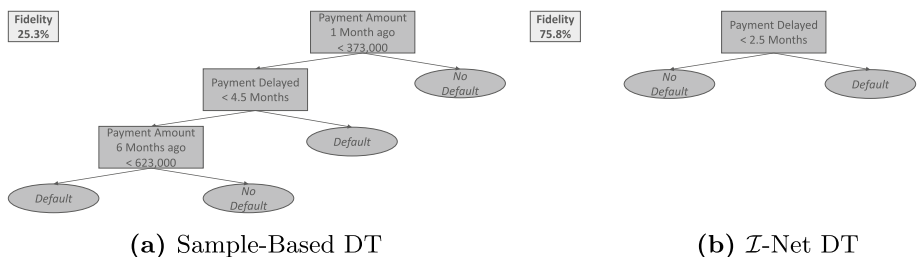 Fidelity
25.3%
Payment Amount
1 Month ago
< 373,000
Payment Delayed
< 4.5 Months
No
Default
Payment Amount
6 Months ago
< 623,000
Default
Default
No
Default
(a) Sample-Based DT
Fidelity
75.8%
Payment Delayed
< 2.5 Months
No
Default
Default
(b) ℐ-Net DT